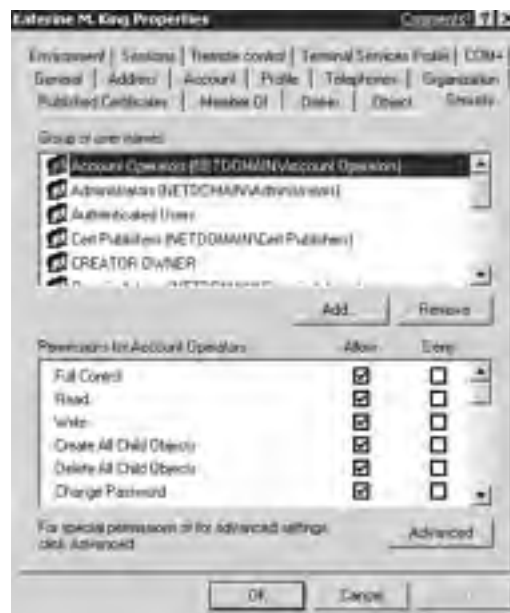 Katerine M. King Properties
Environment Sessions Remote control Terminal Services Profile COM+
General Address Account Profile Telephones Organization
Published Certificates Member Of Object Security
Group or user names:
Account Operators (NETDOMAIN\Account Operators)
Administrators (NETDOMAIN\Administrators)
Authenticated Users
Cert Publishers (NETDOMAIN\Cert Publishers)
CREATOR OWNER
Add... Remove
Permissions for Account Operators Allow Deny
Full Control
Read
Write
Create All Child Objects
Delete All Child Objects
Change Password
For special permissions or for advanced settings,
click Advanced.
Advanced
OK Cancel